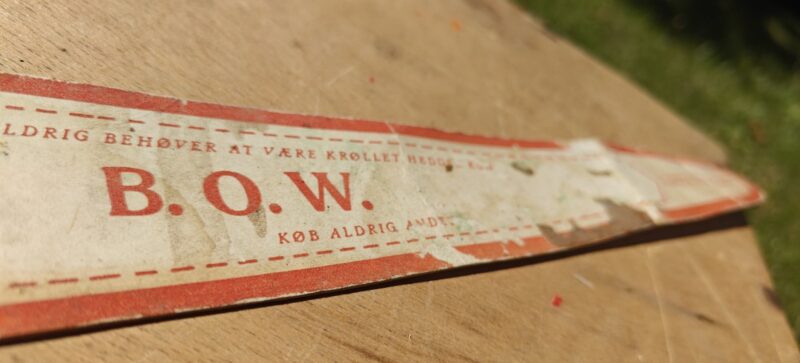 ALDRIG BEHØVER AT VÆRE KRØLLET
B.O.W.
KØB ALDRIG